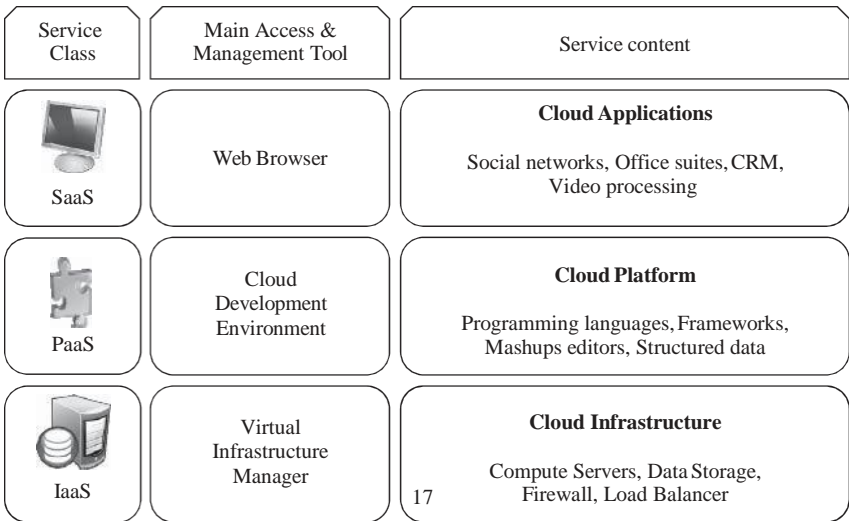 Service
Class
Main Access &
Management Tool
Service content
SaaS
Web Browser
Cloud Applications
Social networks, Office suites, CRM,
Video processing
PaaS
Cloud
Development
Environment
Cloud Platform
Programming languages, Frameworks,
Mashups editors, Structured data
IaaS
Virtual
Infrastructure
Manager
Cloud Infrastructure
Compute Servers, Data Storage,
Firewall, Load Balancer
17